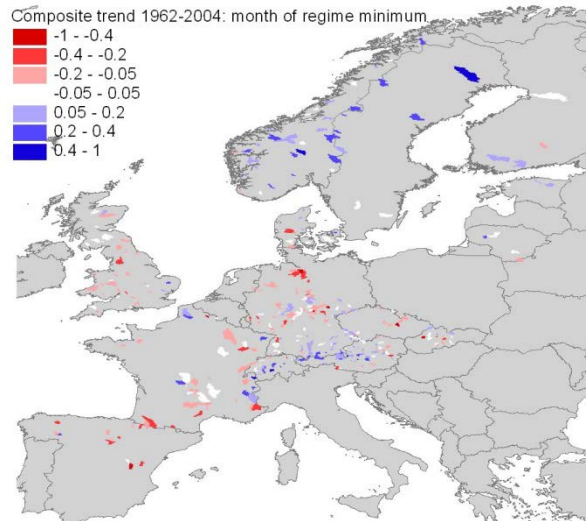 Composite trend 1962-2004: month of regime minimum
-1 - -0.4
-0.4 - -0.2
-0.2 - -0.05
-0.05 - 0.05
0.05 - 0.2
0.2 - 0.4
0.4 - 1